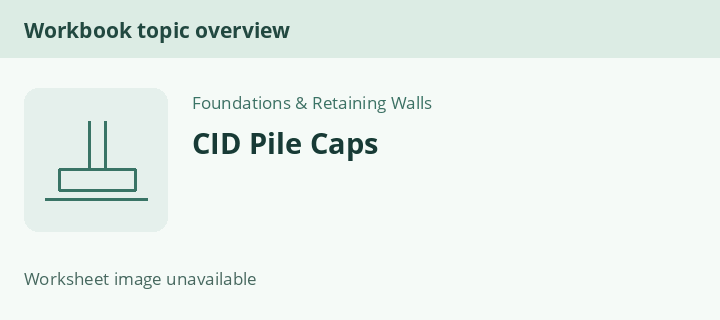 Workbook topic overview
Foundations & Retaining Walls
CID Pile Caps
Worksheet image unavailable